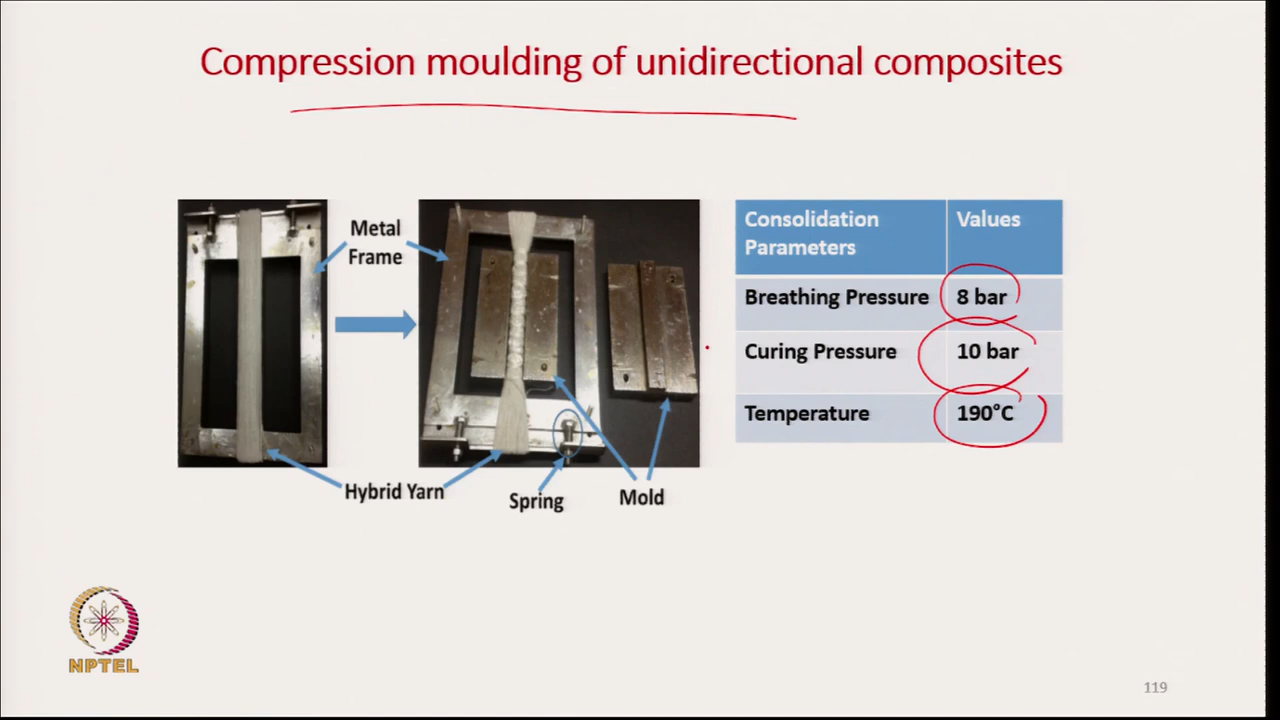 Compression moulding of unidirectional composites
Metal
Frame
Hybrid Yarn
Spring
Mold
Consolidation
Parameters
Values
Breathing Pressure
8 bar
Curing Pressure
10 bar
Temperature
190°C
NPTEL
119